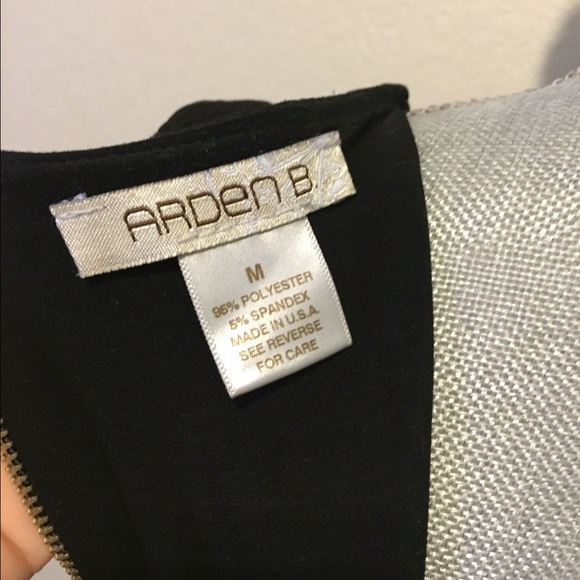 ARDEN B.
M
95% POLYESTER
5% SPANDEX
MADE IN U.S.A.
SEE REVERSE
FOR CARE